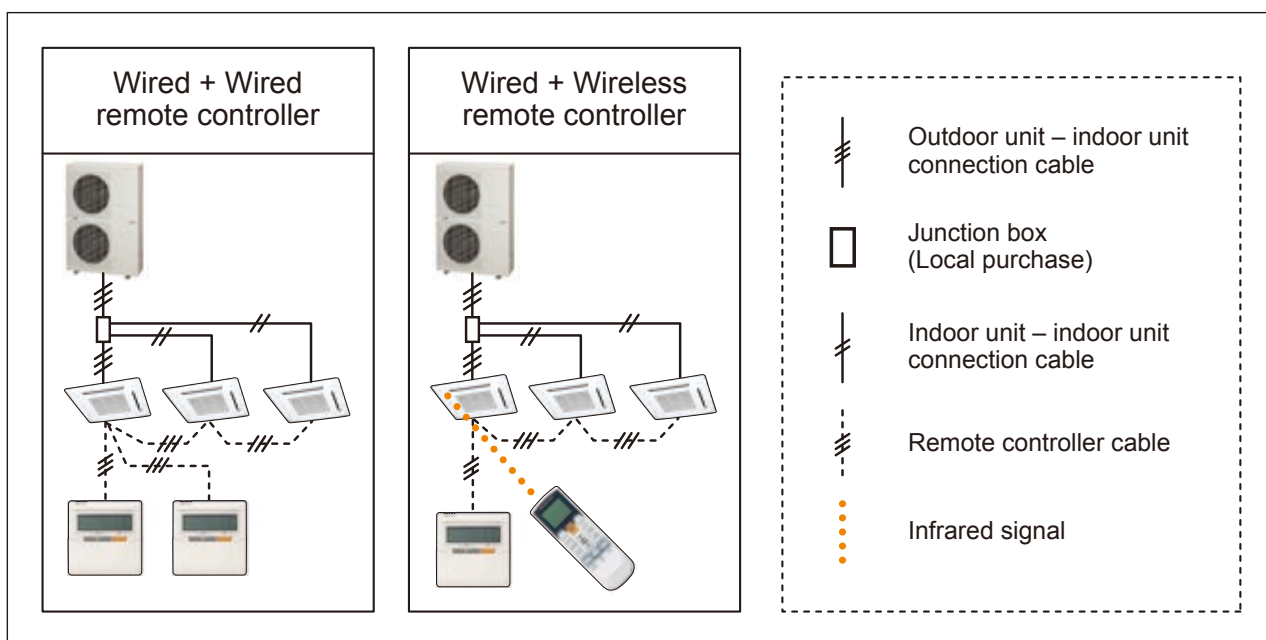 Wired + Wired
remote controller
Wired + Wireless
remote controller
Outdoor unit – indoor unit
connection cable
Junction box
(Local purchase)
Indoor unit – indoor unit
connection cable
Remote controller cable
Infrared signal